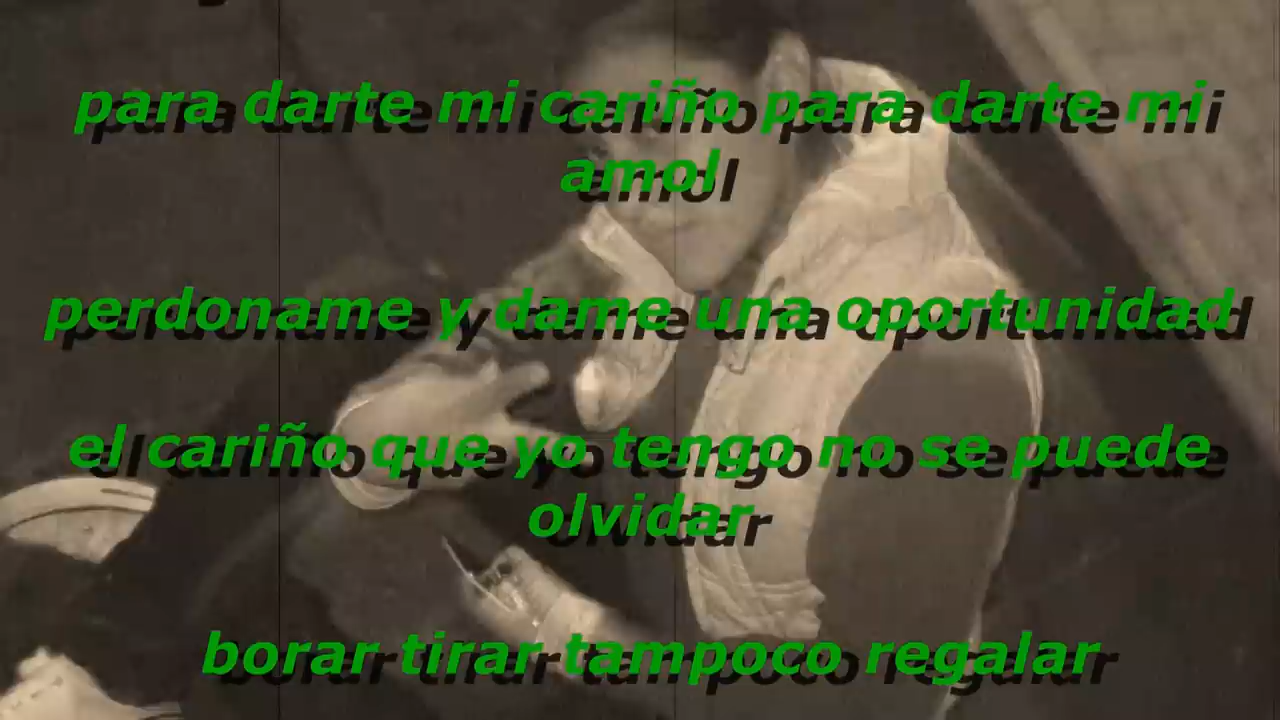 para darte mi cariño para darte mi
amol
perdoname y dame una oportunidad
el cariño que yo tengo no se puede
olvidar
borar tirar tampoco regalar